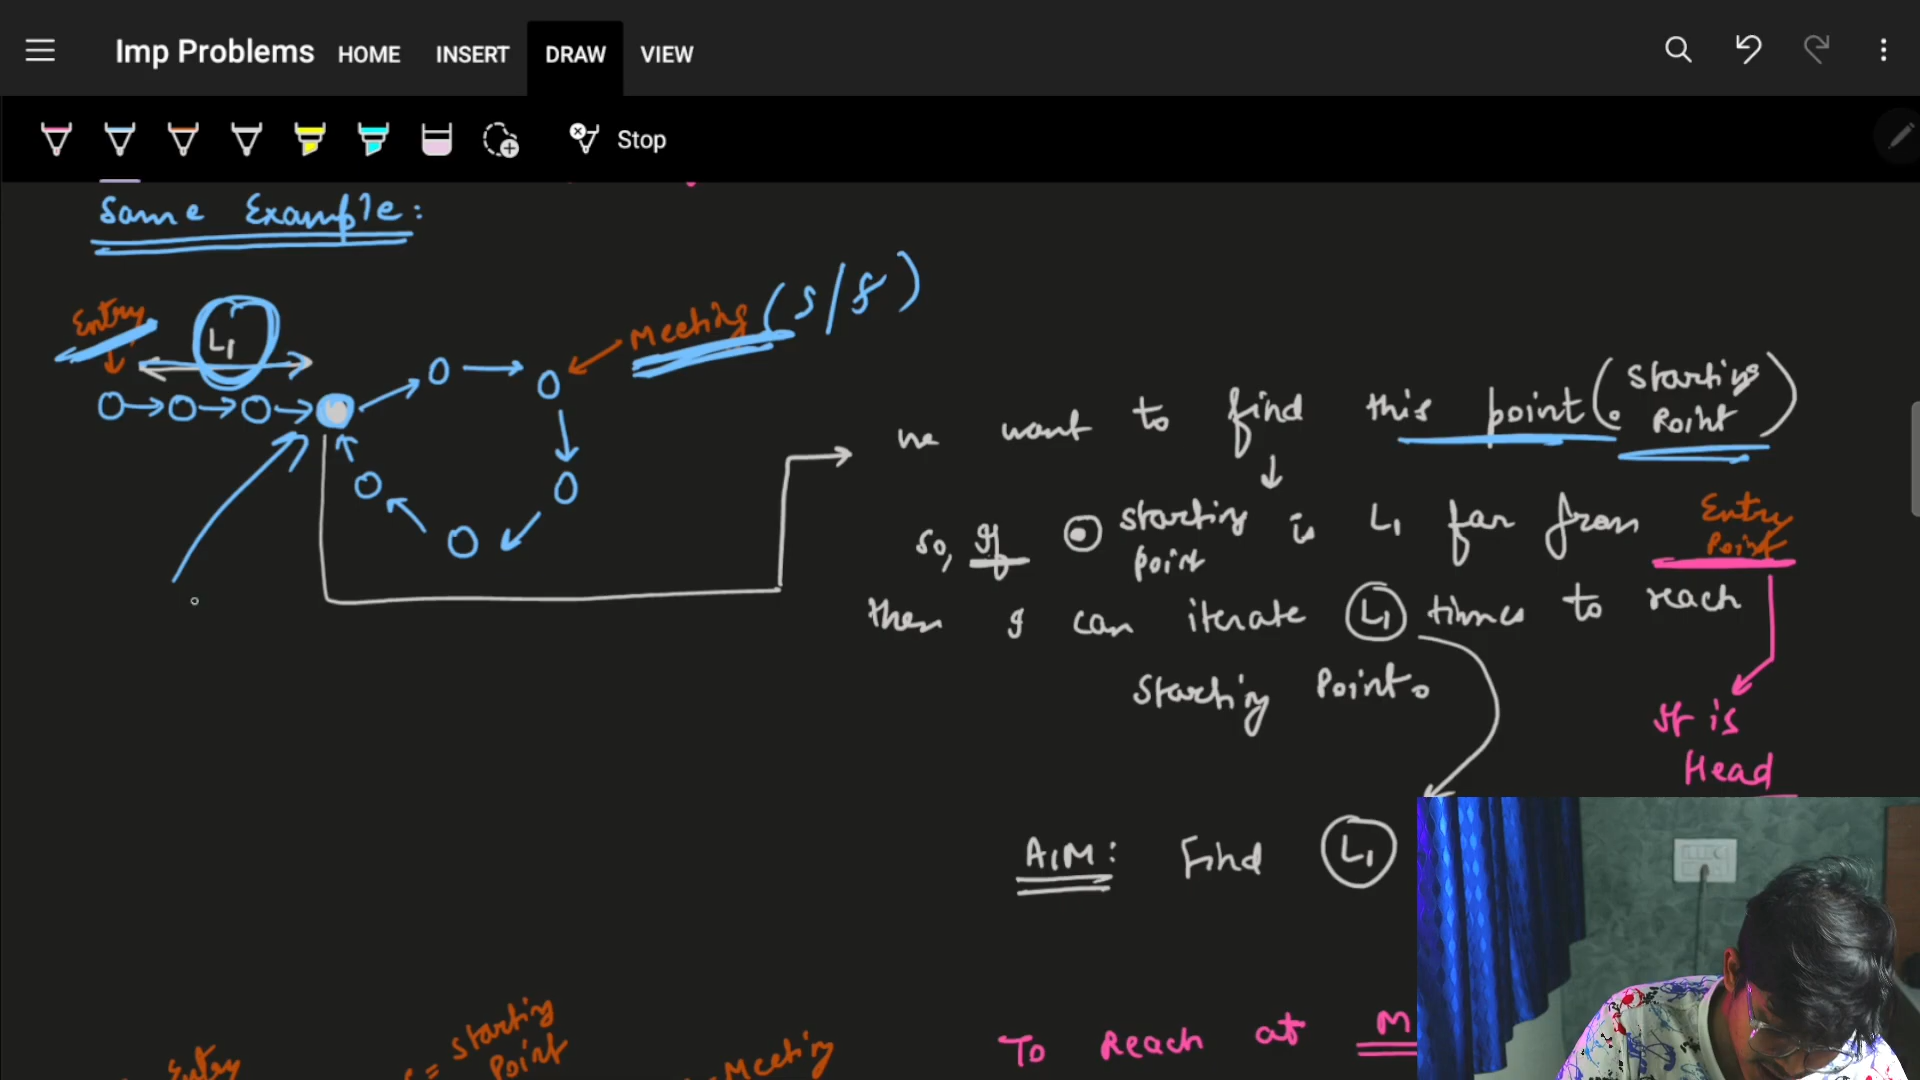 Imp Problems HOME INSERT DRAW VIEW
Stop
Same Example:
Entry
L1
Meeting (s/f)
we want to find this point (. Starting Point)
so, if starting point is L1 far from Entry Point
then I can iterate L1 times to reach
Starting Point.
It is
Head
AIM: Find L1
Entry
= starting Point
Meeting
To Reach at M